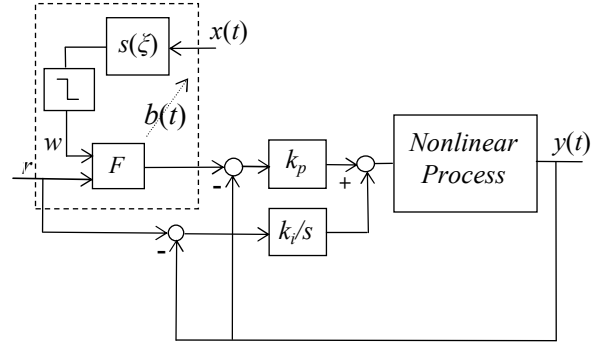 s(ξ)
x(t)
b(t)
w
r
F
-
k_p
+
Nonlinear
Process
y(t)
-
k_i/s